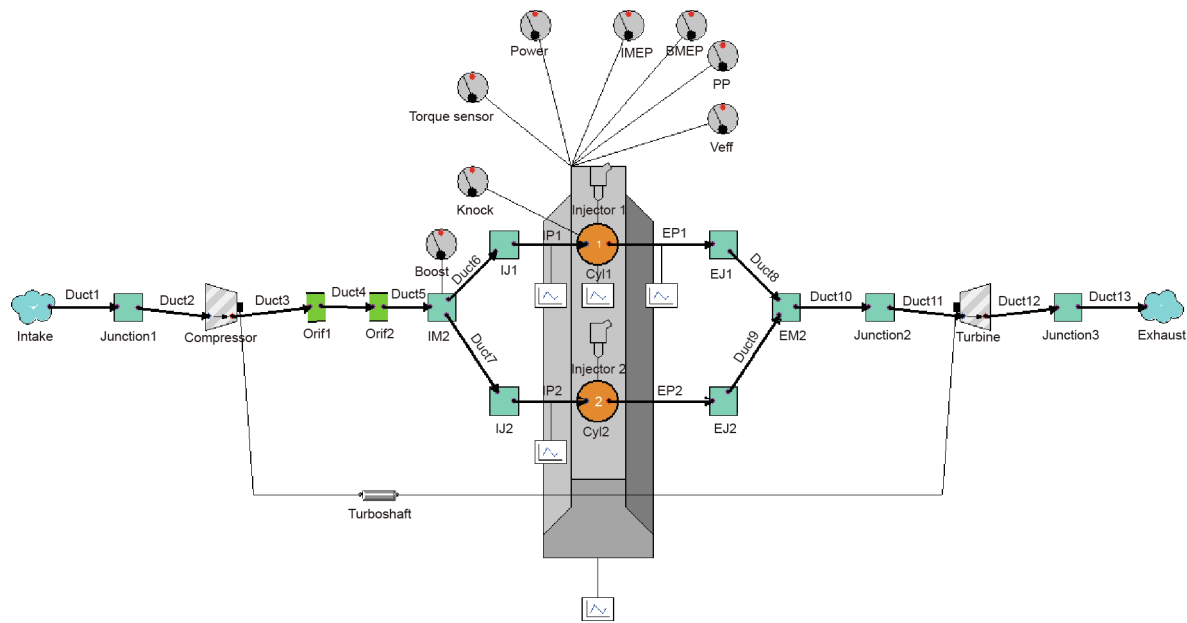 Power
IMEP
BMEP
PP
Torque sensor
Veff
Knock
Injector 1
Boost
IP1
1
EP1
Duct6
IJ1
Cyl1
EJ1
Duct8
Duct1
Duct2
Duct3
Duct4
Duct5
Duct10
Duct11
Duct12
Duct13
Intake
Junction1
Compressor
Orif1
Orif2
IM2
EM2
Junction2
Turbine
Junction3
Exhaust
Duct7
Duct9
Injector 2
IP2
2
EP2
IJ2
Cyl2
EJ2
Turboshaft